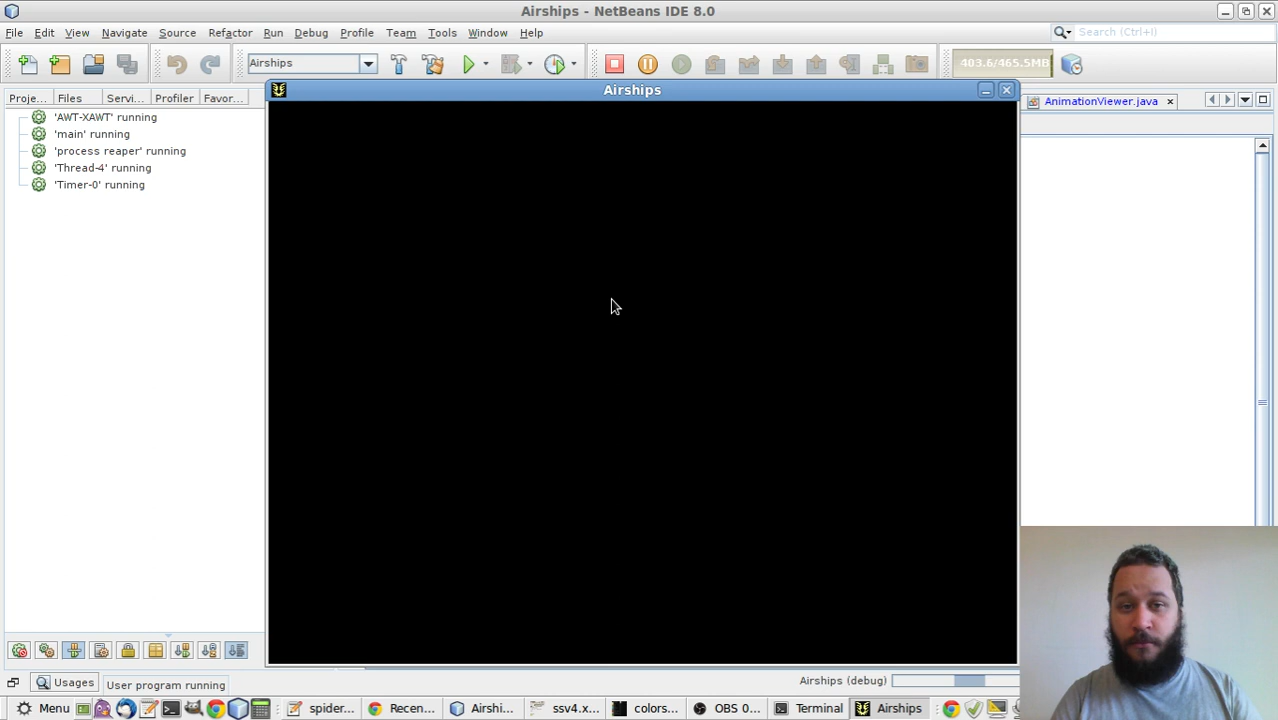 Airships - NetBeans IDE 8.0
File Edit View Navigate Source Refactor Run Debug Profile Team Tools Window Help
Search (Ctrl+I)
Airships
403.6/465.5MB
Proje... Files Servi... Profiler Favor...
Airships
AnimationViewer.java
'AWT-XAWT' running
'main' running
'process reaper' running
'Thread-4' running
'Timer-0' running
Usages
User program running
Airships (debug)
Menu
spider...
Recen...
Airshi...
ssv4.x...
colors...
OBS 0...
Terminal
Airships